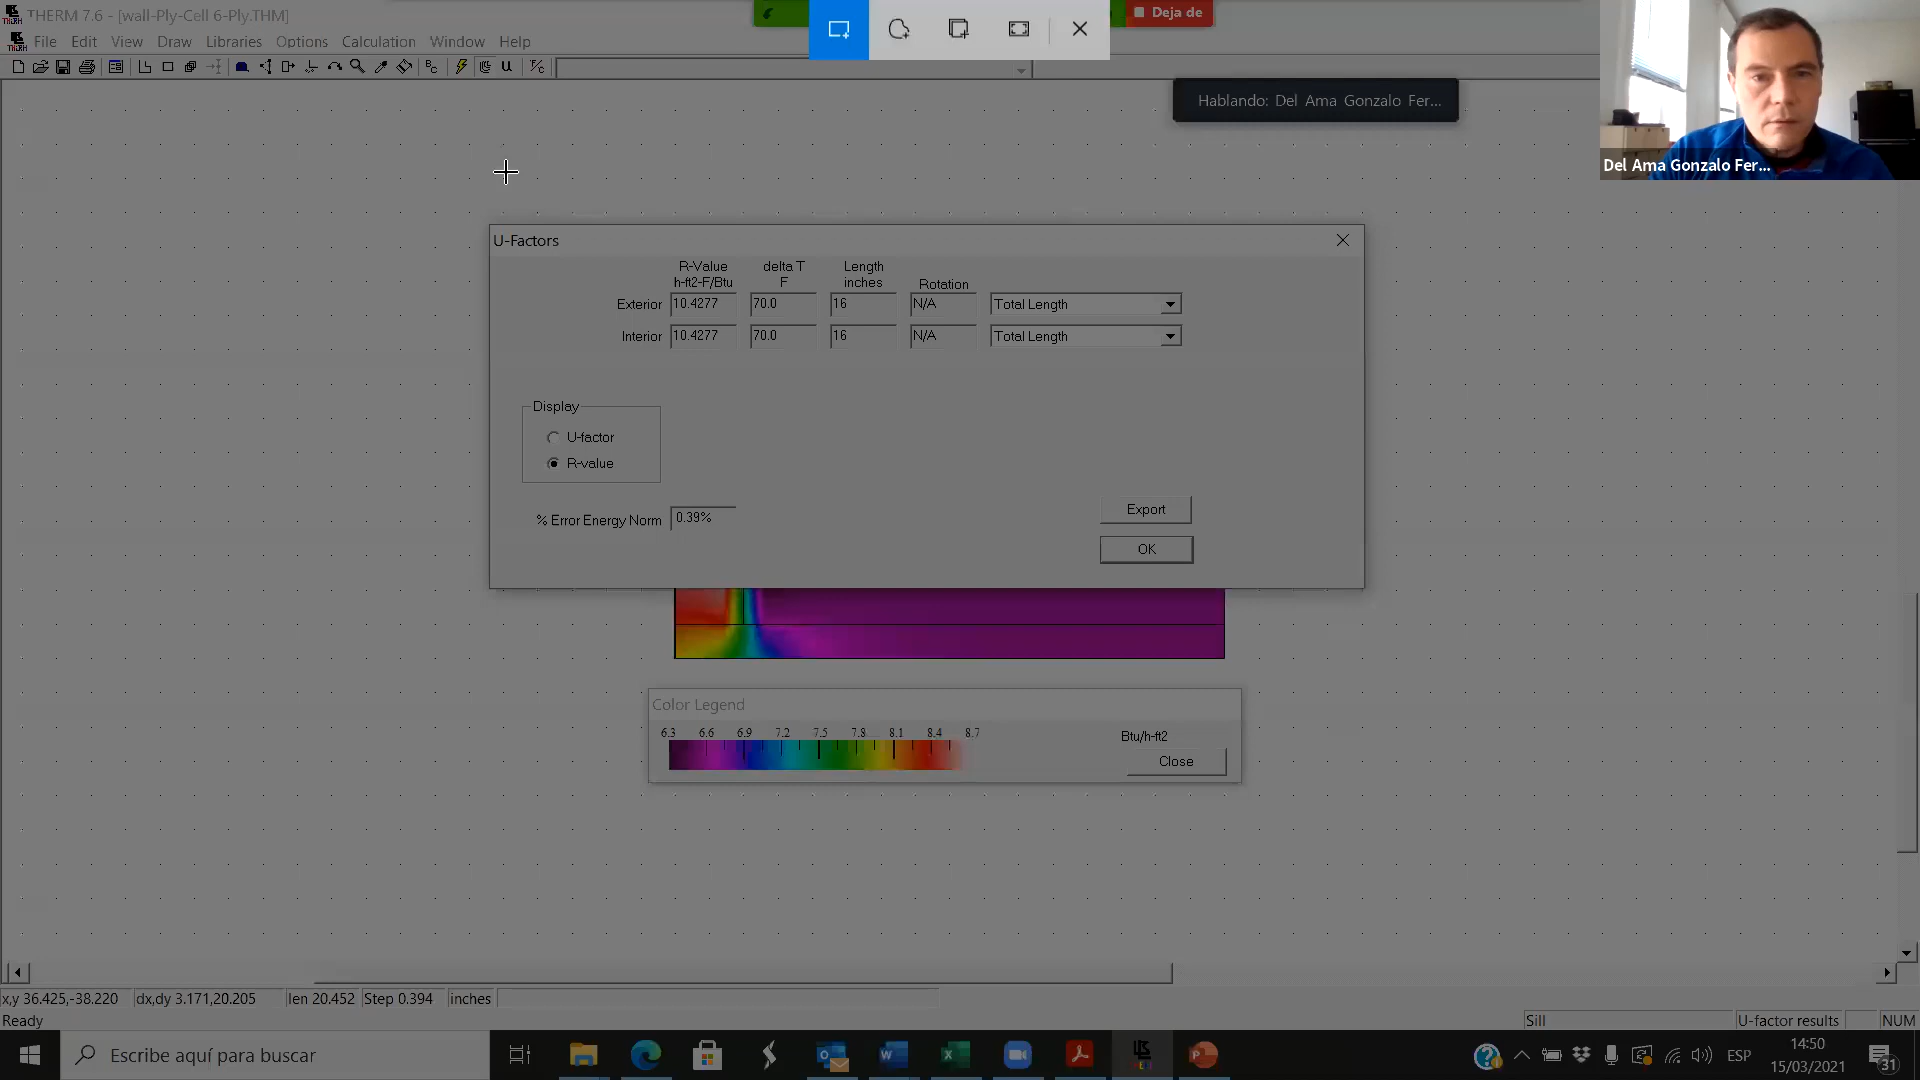 THERM 7.6 - [wall-Ply-Cell 6-Ply.THM]
Deja de
File Edit View Draw Libraries Options Calculation Window Help
Hablando: Del Ama Gonzalo Fer...
Del Ama Gonzalo Fer...
U-Factors
R-Value delta T Length
h-ft2-F/Btu F inches Rotation
Exterior 10.4277 70.0 16 N/A Total Length
Interior 10.4277 70.0 16 N/A Total Length
Display
U-factor
R-value
% Error Energy Norm 0.39%
Export
OK
Color Legend
6.3 6.6 6.9 7.2 7.5 7.8 8.1 8.4 8.7
Btu/h-ft2
Close
x,y 36.425,-38.220 dx,dy 3.171,20.205 len 20.452 Step 0.394 inches
Ready Sill U-factor results NUM
Escribe aquí para buscar
ESP
14:50
15/03/2021
31